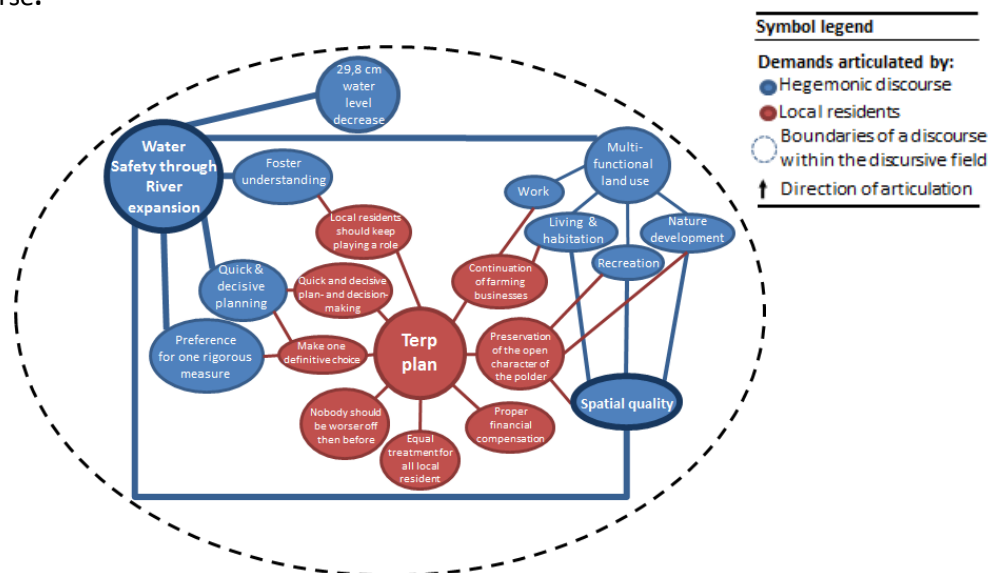 rse.
Symbol legend
Demands articulated by:
Hegemonic discourse
Local residents
Boundaries of a discourse
within the discursive field
Direction of articulation
29,8 cm
water
level
decrease
Water
Safety through
River
expansion
Foster
understanding
Multi-
functional
land use
Work
Living &
habitation
Nature
development
Recreation
Local residents
should keep
playing a role
Quick &
decisive
planning
Quick and decisive
plan- and decision-
making
Continuation
of farming
businesses
Preference
for one rigorous
measure
Make one
definitive choice
Terp
plan
Preservation
of the open
character of
the polder
Spatial quality
Nobody should
be worser off
then before
Equal
treatment for
all local
resident
Proper
financial
compensation